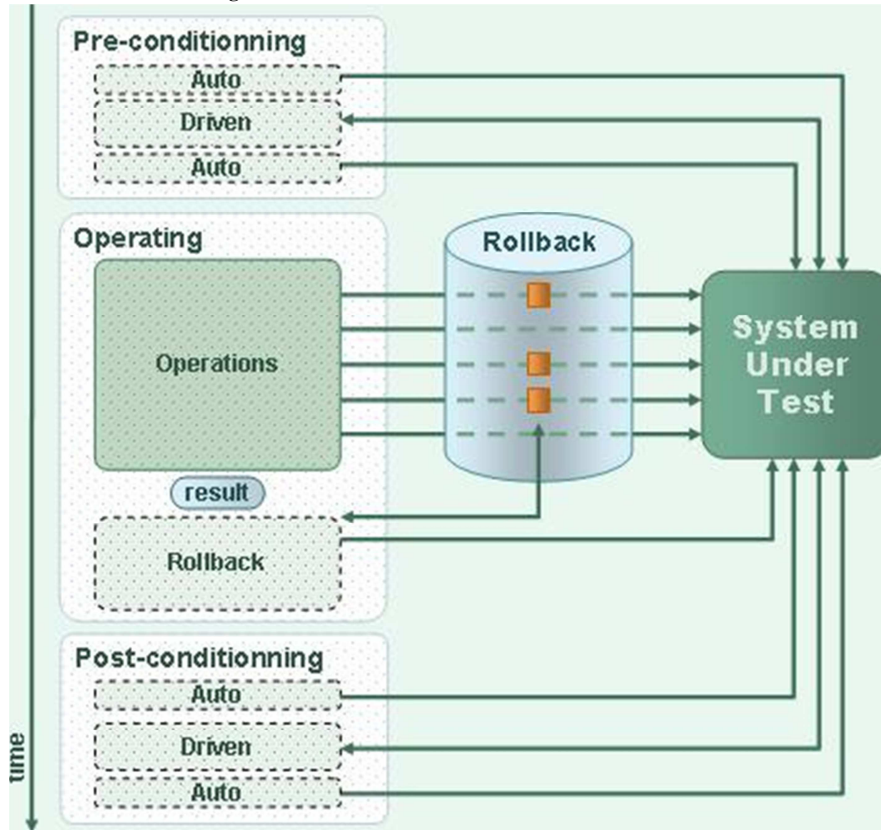 Pre-conditionning
Auto
Driven
Auto
Operating
Operations
result
Rollback
Rollback
System
Under
Test
Post-conditionning
Auto
Driven
Auto
time